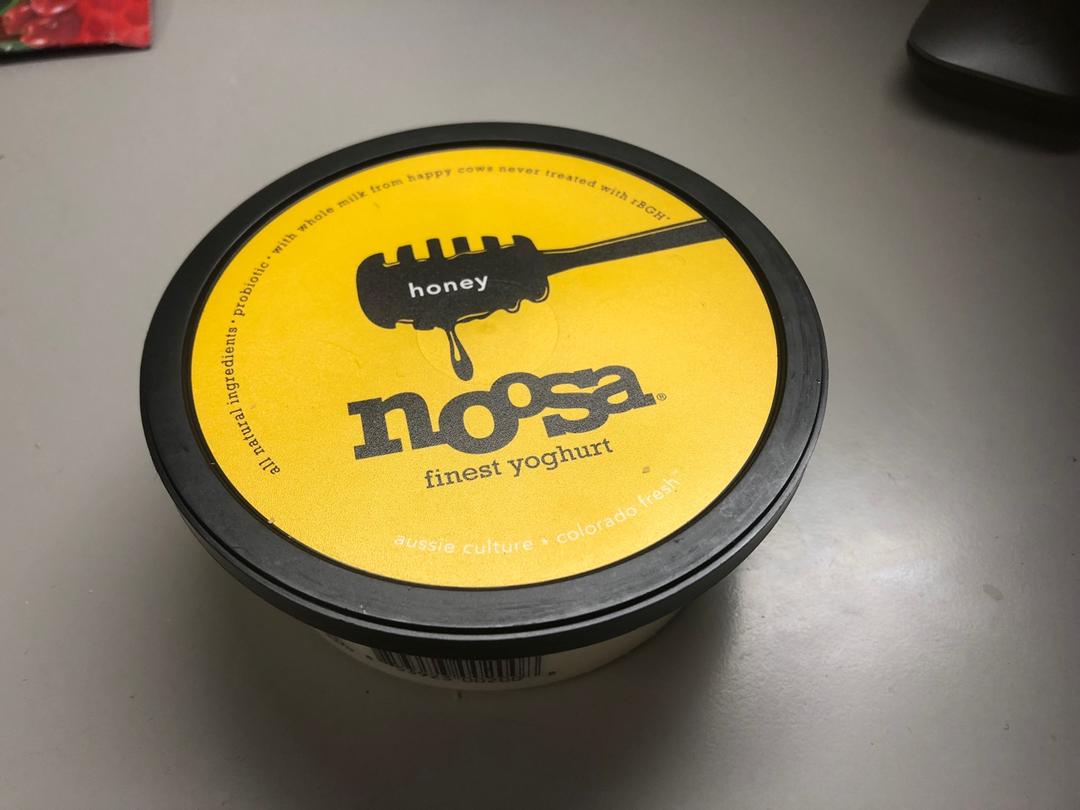 all natural ingredients • probiotic • with whole milk from happy cows never treated with rBGH*
honey
noosa®
finest yoghurt
aussie culture • colorado fresh™